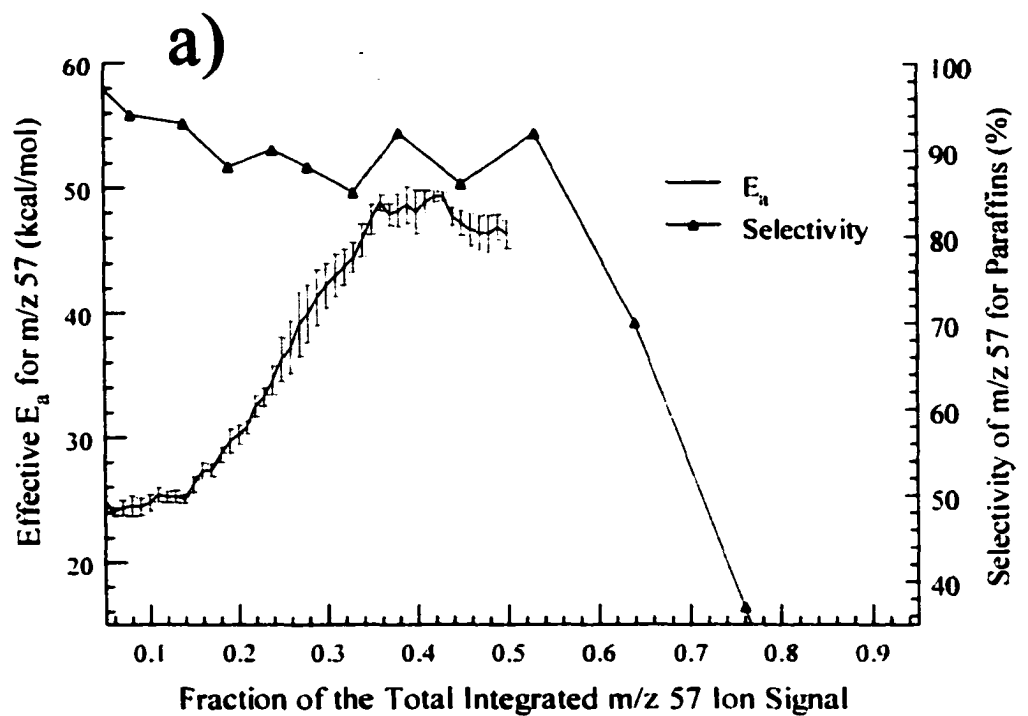 a)
60
50
40
30
20
Effective Ea for m/z 57 (kcal/mol)
100
90
80
70
60
50
40
Selectivity of m/z 57 for Paraffins (%)
Ea
Selectivity
0.1 0.2 0.3 0.4 0.5 0.6 0.7 0.8 0.9
Fraction of the Total Integrated m/z 57 Ion Signal